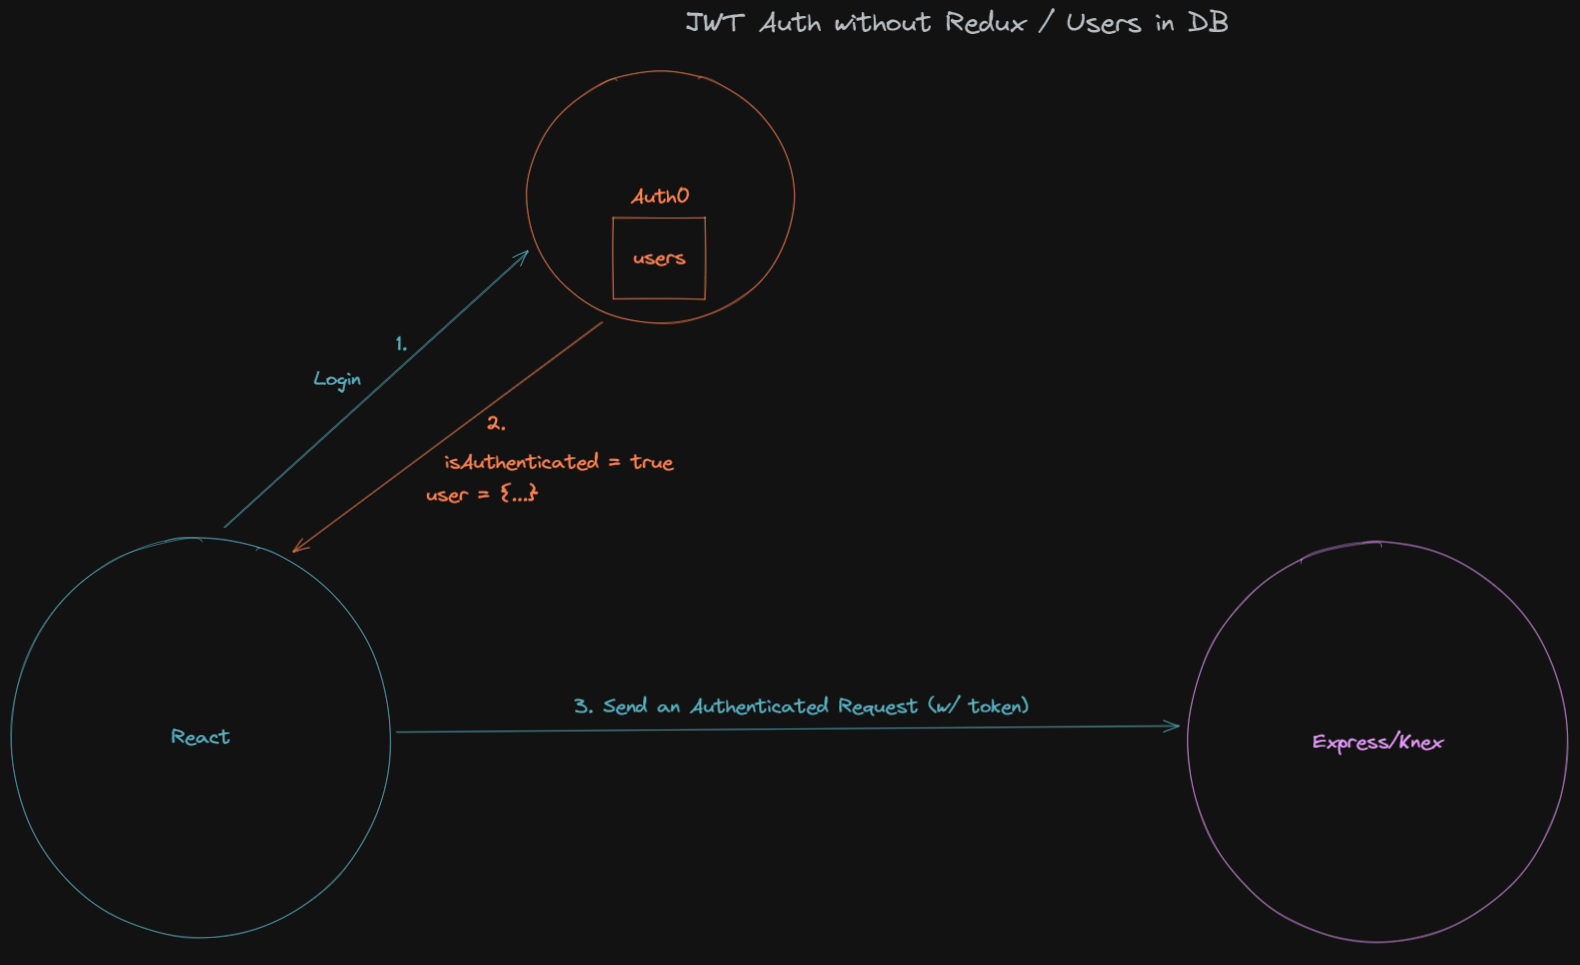 JWT Auth without Redux / Users in DB
Auth0
users
1.
Login
2.
isAuthenticated = true
user = {...}
3. Send an Authenticated Request (w/ token)
React
Express/Knex